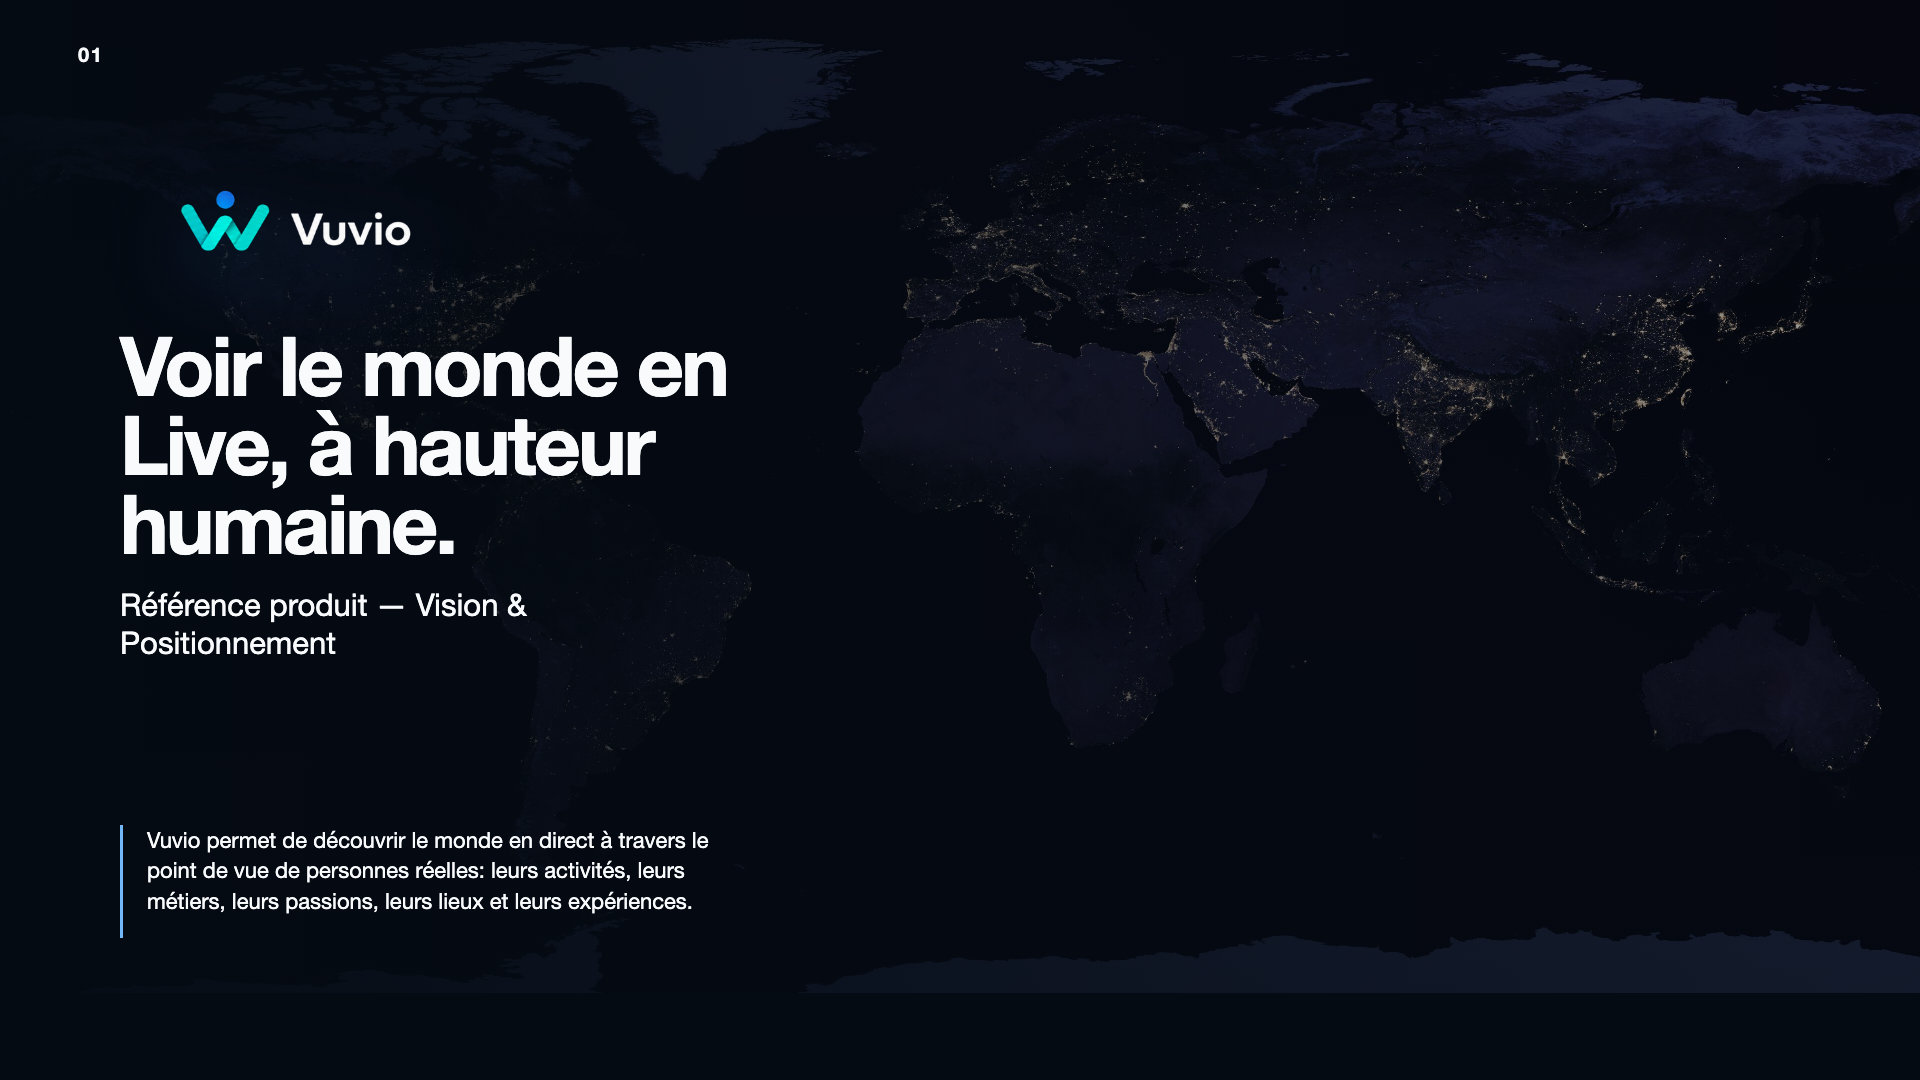 01
Vuvio
Voir le monde en
Live, à hauteur
humaine.
Référence produit — Vision &
Positionnement
Vuvio permet de découvrir le monde en direct à travers le
point de vue de personnes réelles: leurs activités, leurs
métiers, leurs passions, leurs lieux et leurs expériences.